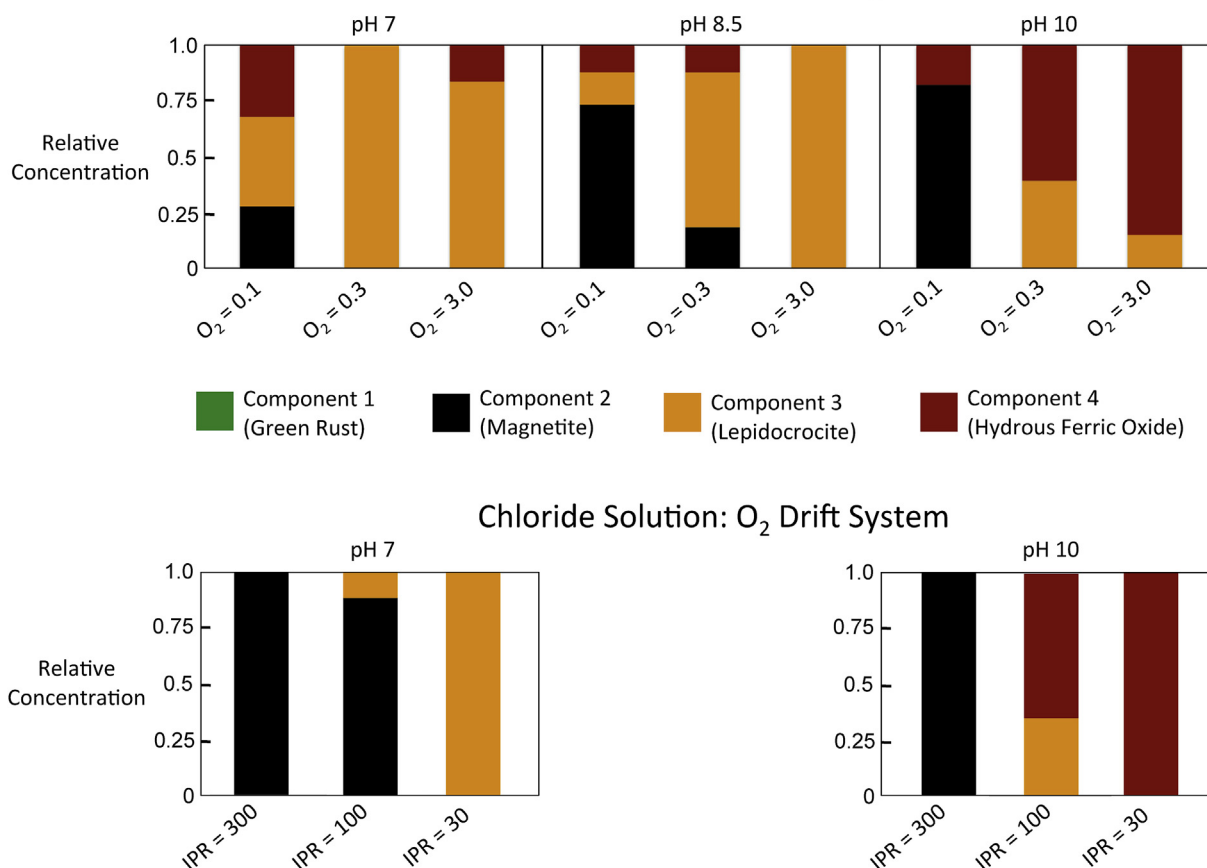 pH 7
pH 8.5
pH 10
1.0
0.75
0.5
0.25
0
Relative
Concentration
O₂ = 0.1
O₂ = 0.3
O₂ = 3.0
O₂ = 0.1
O₂ = 0.3
O₂ = 3.0
O₂ = 0.1
O₂ = 0.3
O₂ = 3.0
Component 1
(Green Rust)
Component 2
(Magnetite)
Component 3
(Lepidocrocite)
Component 4
(Hydrous Ferric Oxide)
Chloride Solution: O₂ Drift System
pH 7
pH 10
1.0
0.75
0.5
0.25
0
Relative
Concentration
IPR = 300
IPR = 100
IPR = 30
1.0
0.75
0.5
0.25
0
IPR = 300
IPR = 100
IPR = 30